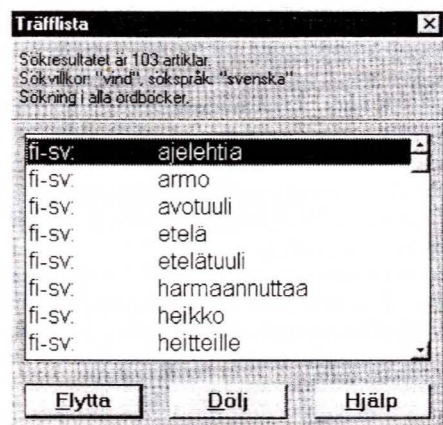 Träfflista
Sökresultatet är 103 artiklar.
Sökvillkor: "vind", sökspråk: "svenska"
Sökning i alla ordböcker.
fi-sv: ajelehtia
fi-sv: armo
fi-sv: avotuuli
fi-sv: etelä
fi-sv: etelätuuli
fi-sv: harmaannuttaa
fi-sv: heikko
fi-sv: heitteille
Flytta Dölj Hjälp